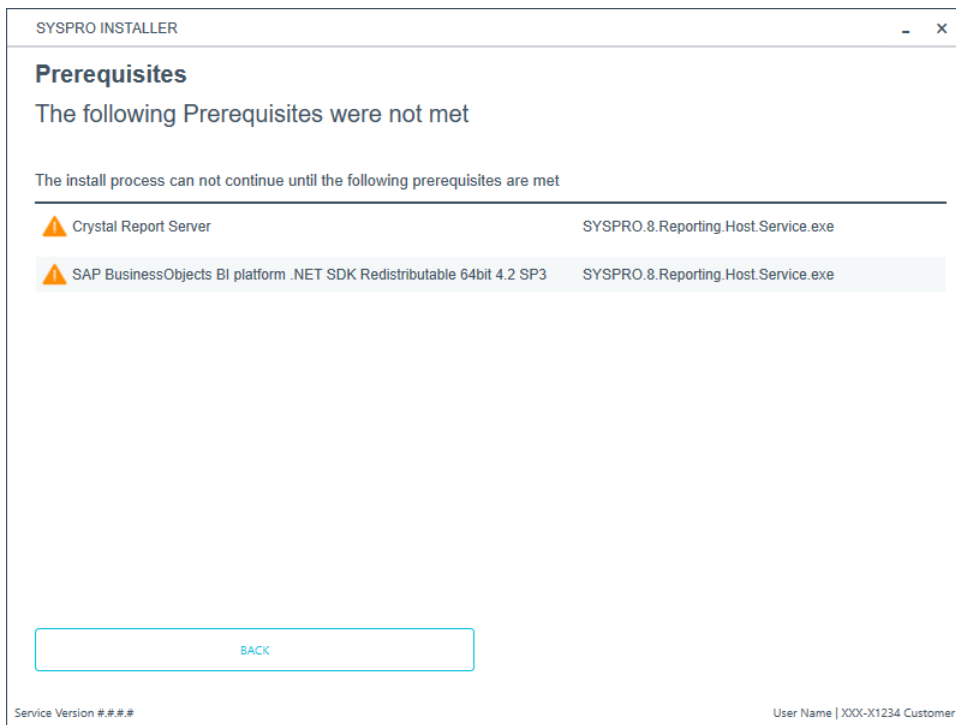 SYSPRO INSTALLER
Prerequisites
The following Prerequisites were not met
The install process can not continue until the following prerequisites are met
Crystal Report Server SYSPRO.8.Reporting.Host.Service.exe
SAP BusinessObjects BI platform .NET SDK Redistributable 64bit 4.2 SP3 SYSPRO.8.Reporting.Host.Service.exe
BACK
Service Version #.#.#.# User Name | XXX-X1234 Customer